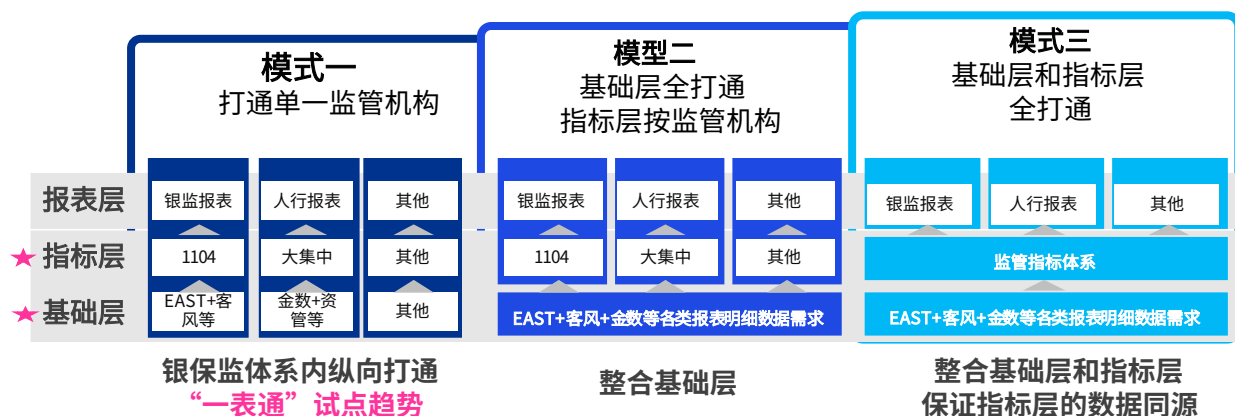 模式一
打通单一监管机构
模型二
基础层全打通
指标层按监管机构
模式三
基础层和指标层
全打通
报表层
银监报表
人行报表
其他
银监报表
人行报表
其他
银监报表
人行报表
其他
指标层
1104
大集中
其他
1104
大集中
其他
监管指标体系
基础层
EAST+客
风等
金数+资
管等
其他
EAST+客风+金数等各类报表明细数据需求
EAST+客风+金数等各类报表明细数据需求
银保监体系内纵向打通
“一表通”试点趋势
整合基础层
整合基础层和指标层
保证指标层的数据同源